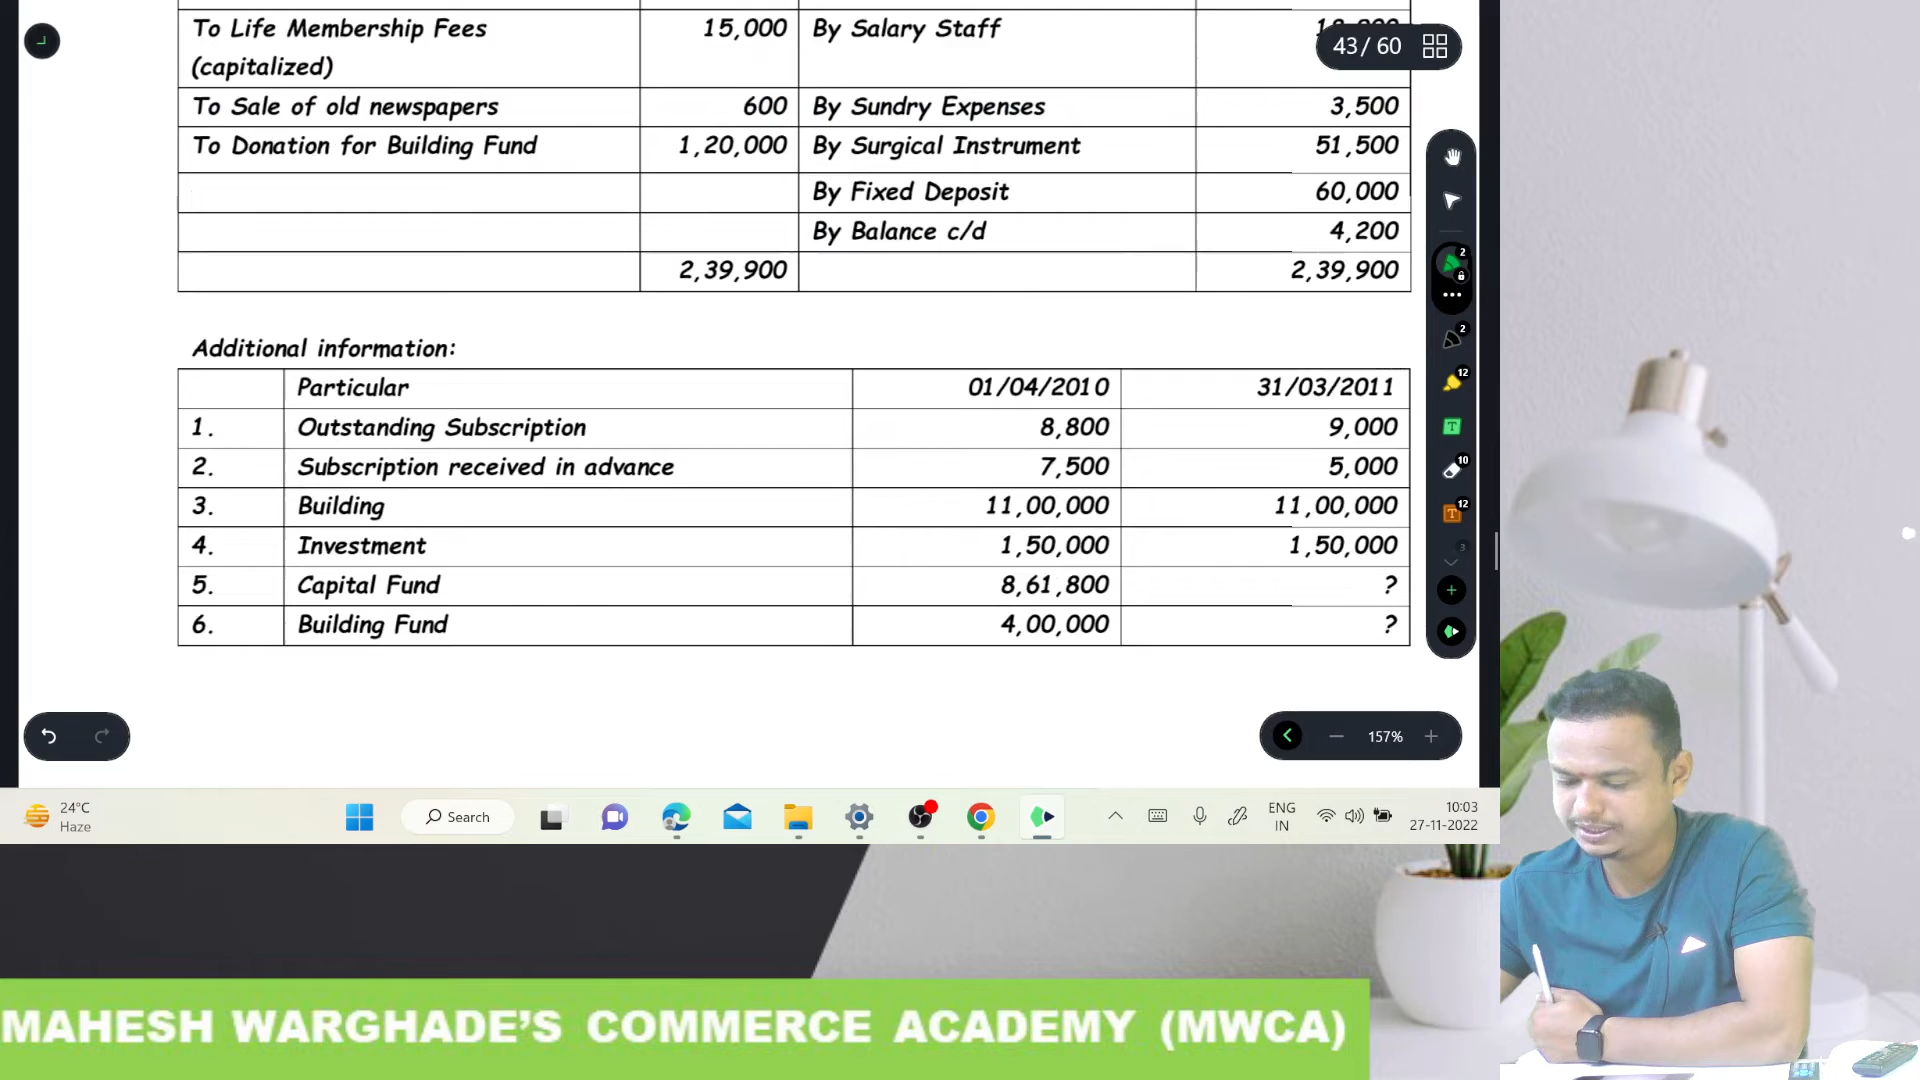 To Life Membership Fees (capitalized) 15,000 By Salary Staff
43/ 60
To Sale of old newspapers 600 By Sundry Expenses 3,500
To Donation for Building Fund 1,20,000 By Surgical Instrument 51,500
By Fixed Deposit 60,000
By Balance c/d 4,200
2,39,900 2,39,900
Additional information:
Particular 01/04/2010 31/03/2011
1. Outstanding Subscription 8,800 9,000
2. Subscription received in advance 7,500 5,000
3. Building 11,00,000 11,00,000
4. Investment 1,50,000 1,50,000
5. Capital Fund 8,61,800 ?
6. Building Fund 4,00,000 ?
2
2
12
T
10
12
T
3
157%
24°C
Haze
Search
ENG
IN
10:03
27-11-2022
MAHESH WARGHADE'S COMMERCE ACADEMY (MWCA)